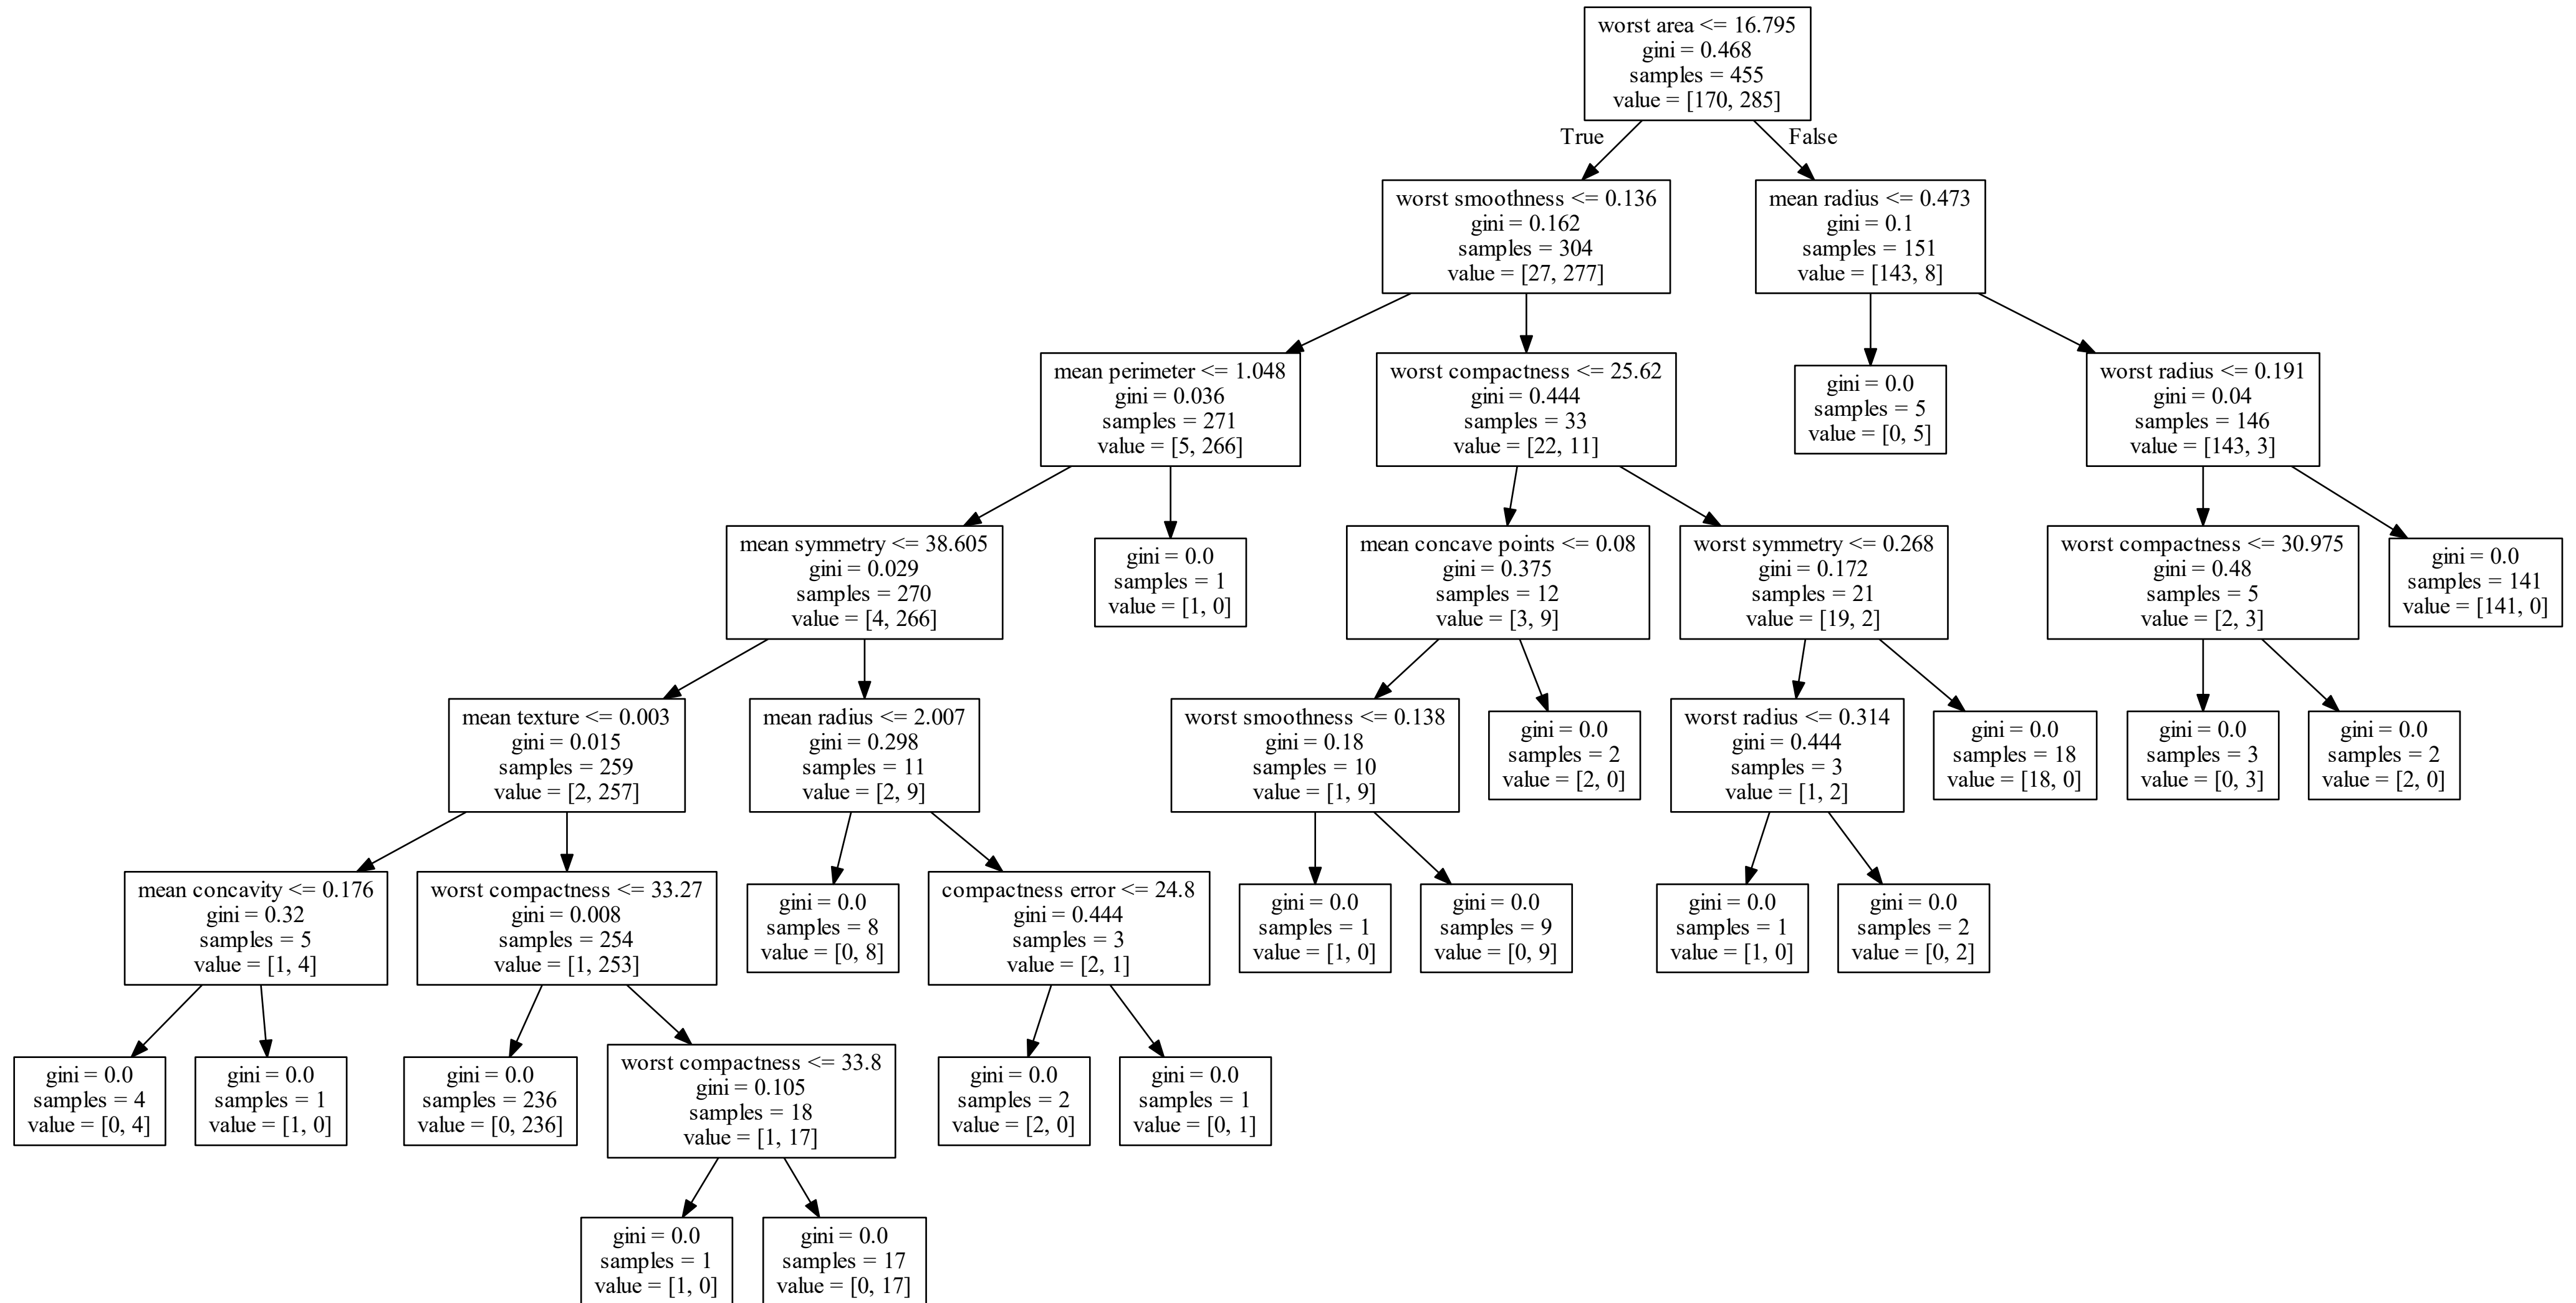 worst area <= 16.795
gini = 0.468
samples = 455
value = [170, 285]
True
False
worst smoothness <= 0.136
gini = 0.162
samples = 304
value = [27, 277]
mean radius <= 0.473
gini = 0.1
samples = 151
value = [143, 8]
mean perimeter <= 1.048
gini = 0.036
samples = 271
value = [5, 266]
worst compactness <= 25.62
gini = 0.444
samples = 33
value = [22, 11]
gini = 0.0
samples = 5
value = [0, 5]
worst radius <= 0.191
gini = 0.04
samples = 146
value = [143, 3]
mean symmetry <= 38.605
gini = 0.029
samples = 270
value = [4, 266]
gini = 0.0
samples = 1
value = [1, 0]
mean concave points <= 0.08
gini = 0.375
samples = 12
value = [3, 9]
worst symmetry <= 0.268
gini = 0.172
samples = 21
value = [19, 2]
worst compactness <= 30.975
gini = 0.48
samples = 5
value = [2, 3]
gini = 0.0
samples = 141
value = [141, 0]
mean texture <= 0.003
gini = 0.015
samples = 259
value = [2, 257]
mean radius <= 2.007
gini = 0.298
samples = 11
value = [2, 9]
worst smoothness <= 0.138
gini = 0.18
samples = 10
value = [1, 9]
gini = 0.0
samples = 2
value = [2, 0]
worst radius <= 0.314
gini = 0.444
samples = 3
value = [1, 2]
gini = 0.0
samples = 18
value = [18, 0]
gini = 0.0
samples = 3
value = [0, 3]
gini = 0.0
samples = 2
value = [2, 0]
mean concavity <= 0.176
gini = 0.32
samples = 5
value = [1, 4]
worst compactness <= 33.27
gini = 0.008
samples = 254
value = [1, 253]
gini = 0.0
samples = 8
value = [0, 8]
compactness error <= 24.8
gini = 0.444
samples = 3
value = [2, 1]
gini = 0.0
samples = 1
value = [1, 0]
gini = 0.0
samples = 9
value = [0, 9]
gini = 0.0
samples = 1
value = [1, 0]
gini = 0.0
samples = 2
value = [0, 2]
gini = 0.0
samples = 4
value = [0, 4]
gini = 0.0
samples = 1
value = [1, 0]
gini = 0.0
samples = 236
value = [0, 236]
worst compactness <= 33.8
gini = 0.105
samples = 18
value = [1, 17]
gini = 0.0
samples = 2
value = [2, 0]
gini = 0.0
samples = 1
value = [0, 1]
gini = 0.0
samples = 1
value = [1, 0]
gini = 0.0
samples = 17
value = [0, 17]